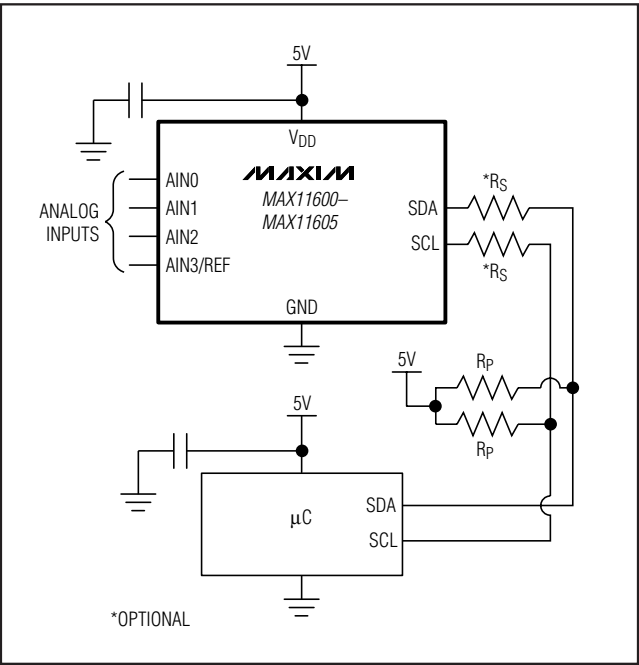 5V
VDD
MAXIM
MAX11600–
MAX11605
AIN0
AIN1
AIN2
AIN3/REF
ANALOG
INPUTS
SDA
SCL
*RS
*RS
GND
5V
RP
RP
5V
µC
SDA
SCL
*OPTIONAL